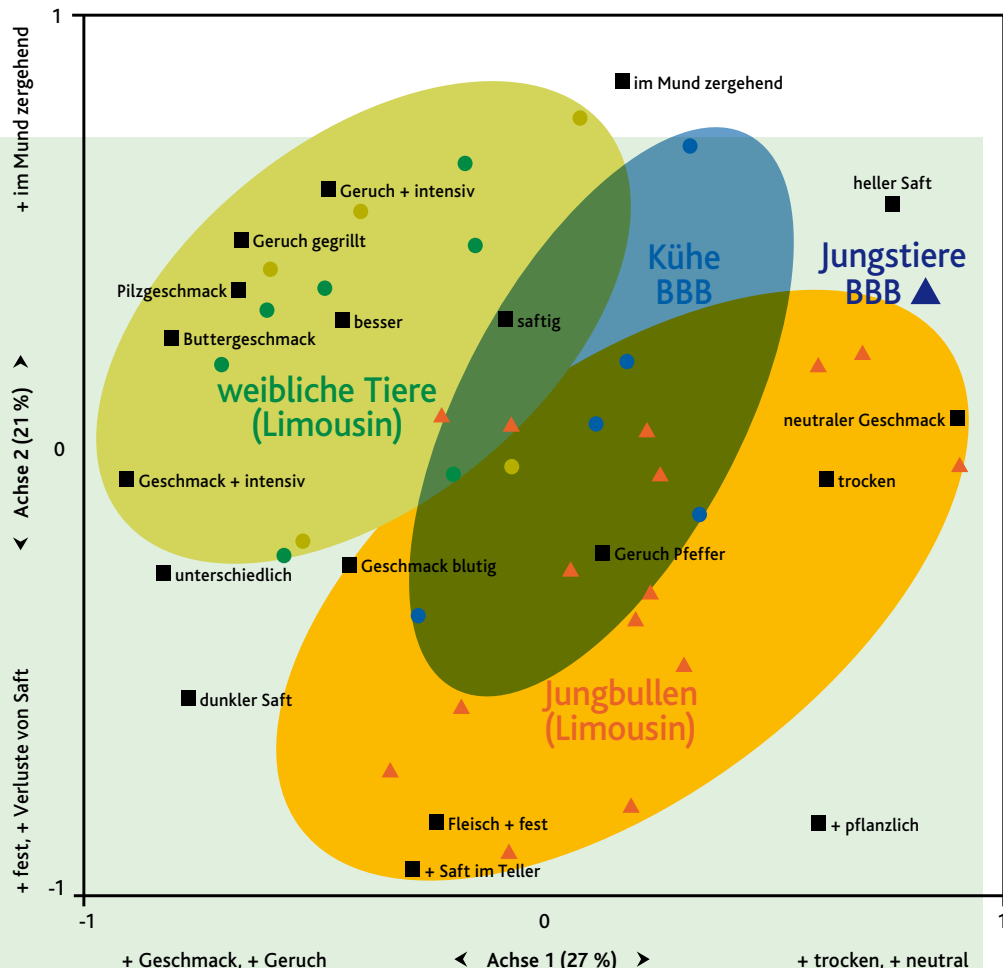 1
+ im Mund zergehend
im Mund zergehend
heller Saft
Geruch + intensiv
Geruch gegrillt
Kühe
BBB
Jungstiere
BBB
Pilzgeschmack
besser
saftig
Buttergeschmack
weibliche Tiere
(Limousin)
neutraler Geschmack
Achse 2 (21 %)
0
Geschmack + intensiv
trocken
Geruch Pfeffer
Geschmack blutig
unterschiedlich
dunkler Saft
Jungbullen
(Limousin)
+ fest, + Verluste von Saft
Fleisch + fest
+ pflanzlich
+ Saft im Teller
-1
-1
0
1
+ Geschmack, + Geruch
Achse 1 (27 %)
+ trocken, + neutral